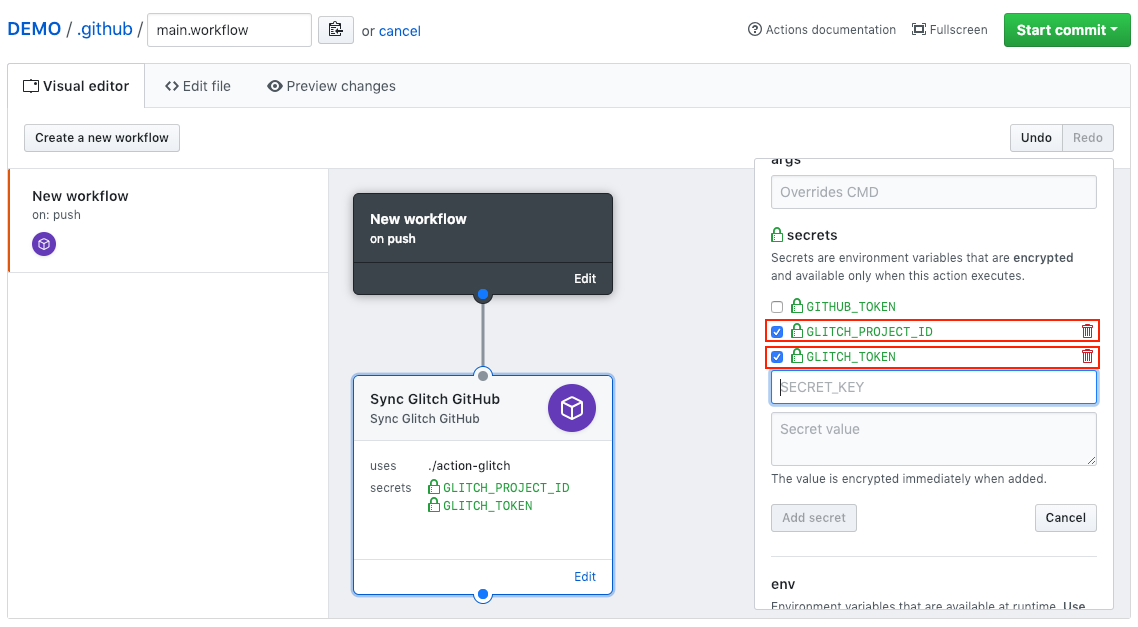 DEMO / .github / main.workflow or cancel
Actions documentation Fullscreen Start commit
Visual editor Edit file Preview changes
Create a new workflow
Undo Redo
New workflow
on: push
New workflow
on push
Edit
Sync Glitch GitHub
Sync Glitch GitHub
uses ./action-glitch
secrets GLITCH_PROJECT_ID
GLITCH_TOKEN
Edit
args
Overrides CMD
secrets
Secrets are environment variables that are encrypted
and available only when this action executes.
GITHUB_TOKEN
GLITCH_PROJECT_ID
GLITCH_TOKEN
SECRET_KEY
Secret value
The value is encrypted immediately when added.
Add secret Cancel
env
Environment variables that are available at runtime. Use